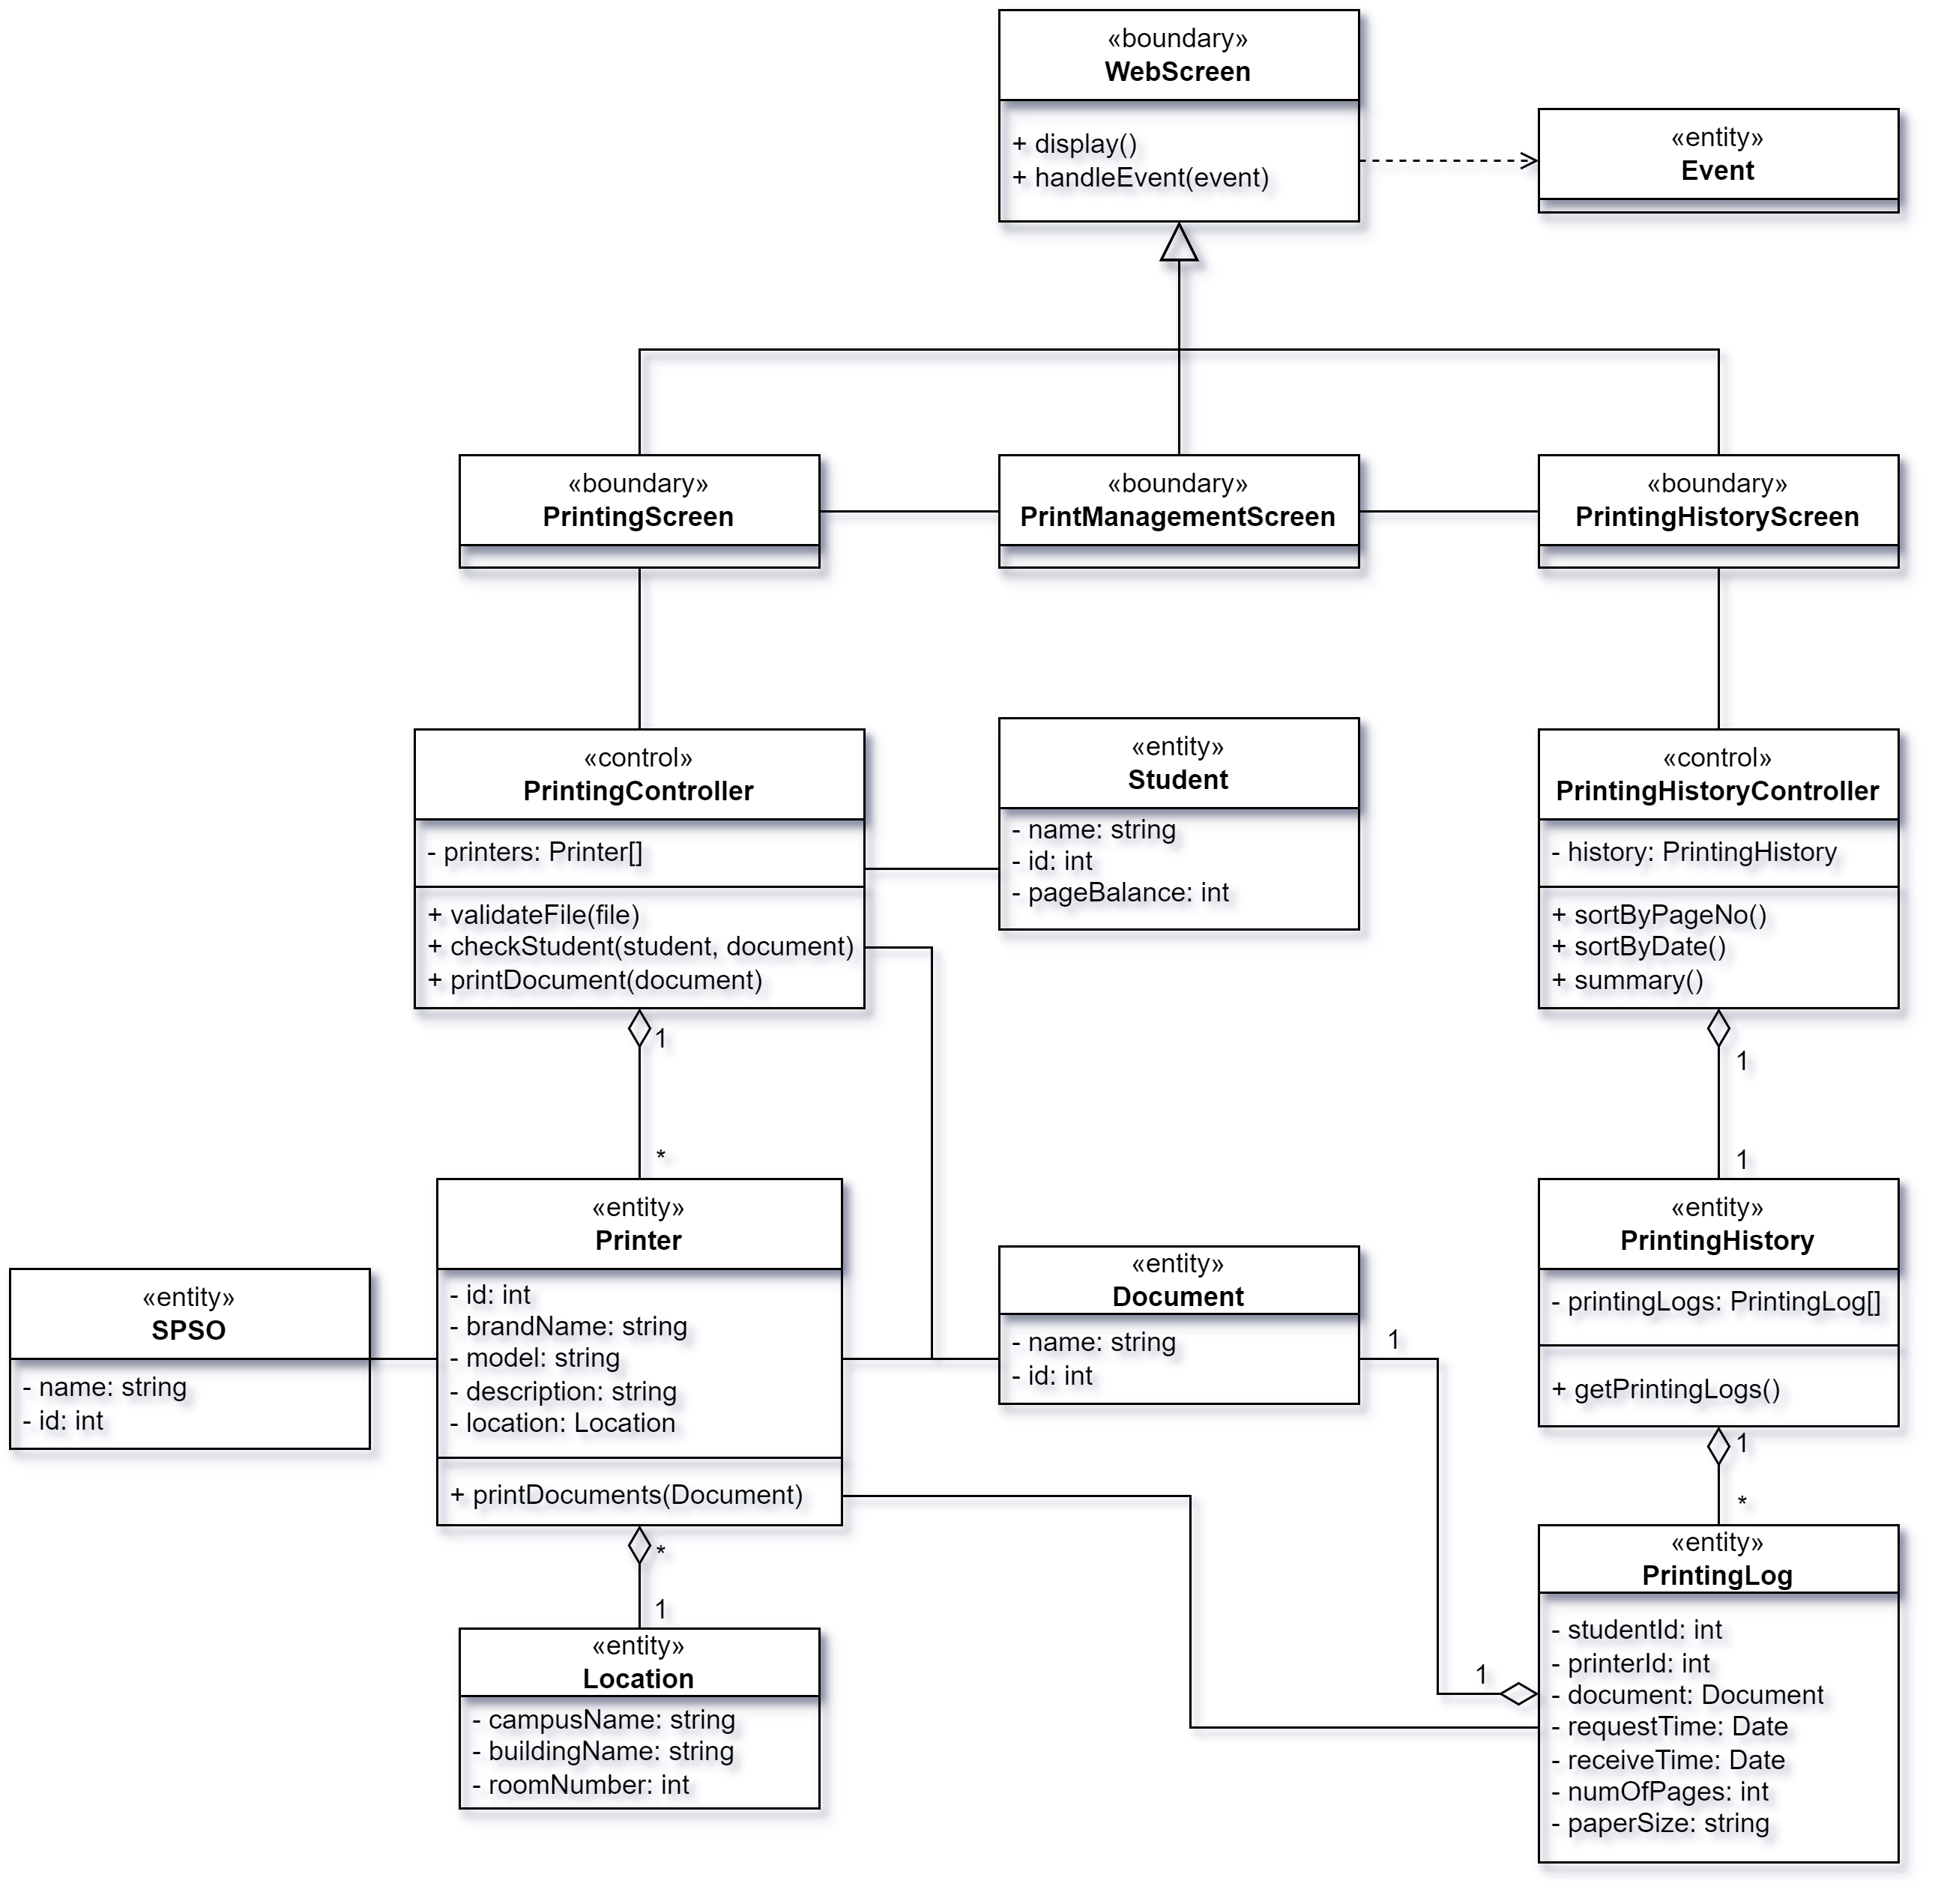 «boundary»
WebScreen
+ display()
+ handleEvent(event)
«entity»
Event
«boundary»
PrintingScreen
«boundary»
PrintManagementScreen
«boundary»
PrintingHistoryScreen
«control»
PrintingController
- printers: Printer[]
+ validateFile(file)
+ checkStudent(student, document)
+ printDocument(document)
«entity»
Student
- name: string
- id: int
- pageBalance: int
«control»
PrintingHistoryController
- history: PrintingHistory
+ sortByPageNo()
+ sortByDate()
+ summary()
1
*
1
1
«entity»
SPSO
- name: string
- id: int
«entity»
Printer
- id: int
- brandName: string
- model: string
- description: string
- location: Location
+ printDocuments(Document)
«entity»
Document
- name: string
- id: int
1
1
«entity»
PrintingHistory
- printingLogs: PrintingLog[]
+ getPrintingLogs()
1
*
*
1
«entity»
Location
- campusName: string
- buildingName: string
- roomNumber: int
«entity»
PrintingLog
- studentId: int
- printerId: int
- document: Document
- requestTime: Date
- receiveTime: Date
- numOfPages: int
- paperSize: string